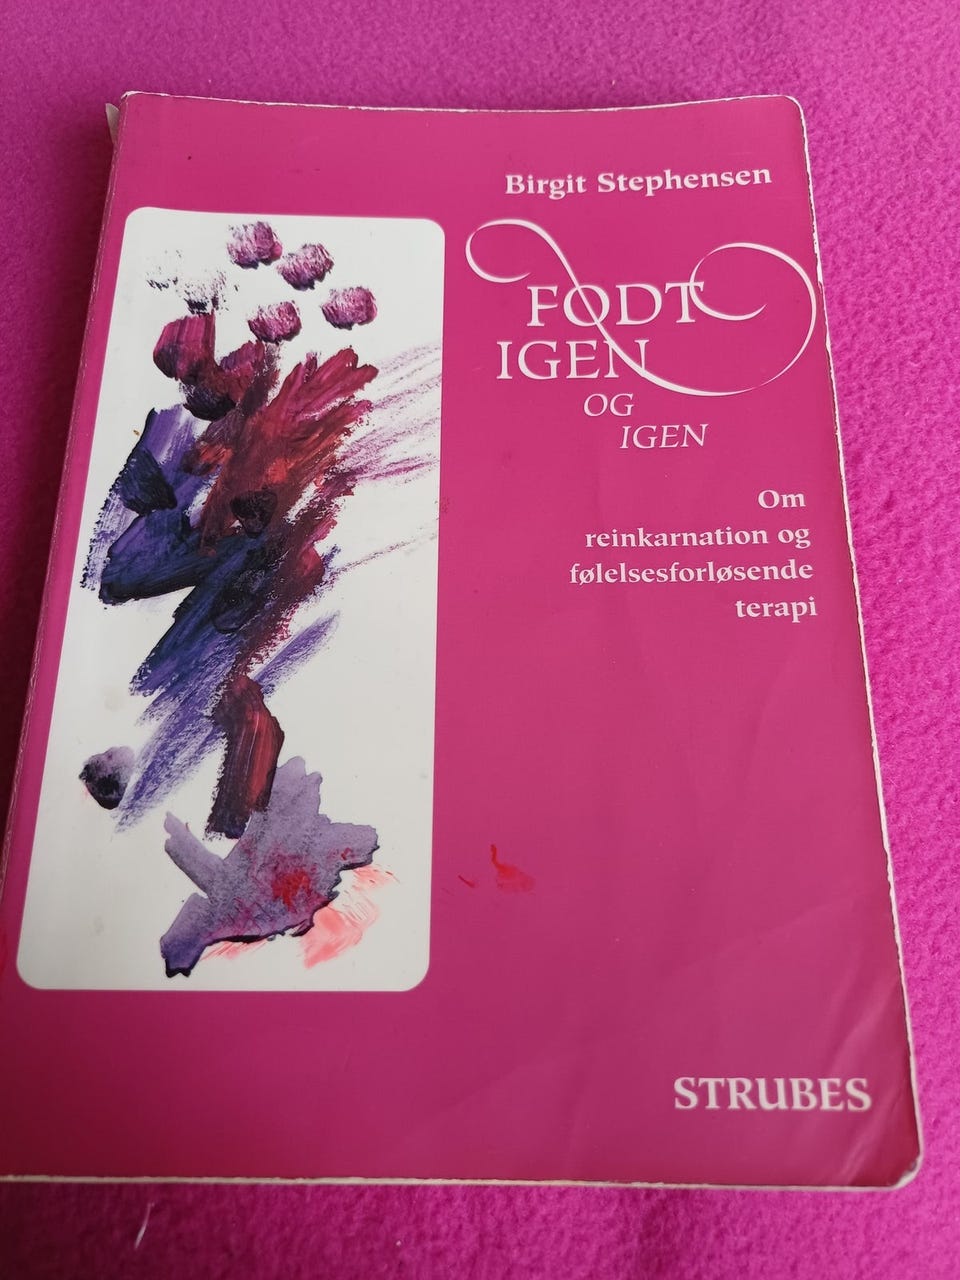 Birgit Stephensen
FØDT
IGEN
OG
IGEN
Om
reinkarnation og
følelsesforløsende
terapi
STRUBES